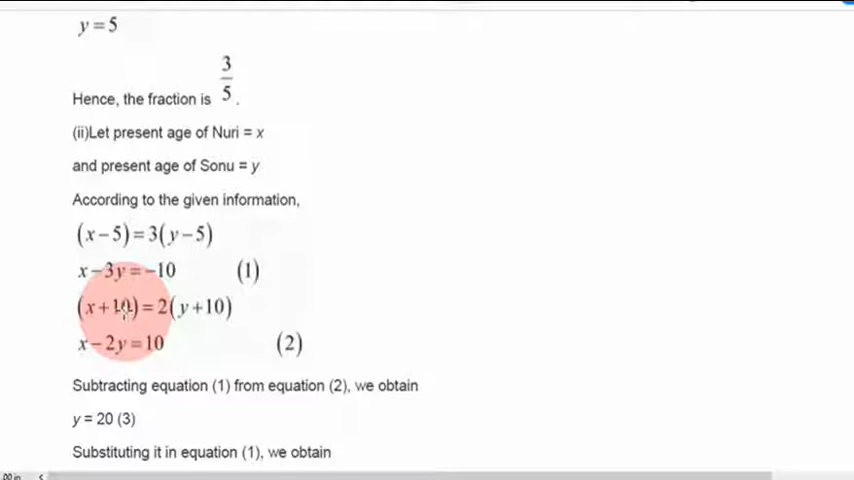 y = 5
Hence, the fraction is 3/5 .
(ii)Let present age of Nuri = x
and present age of Sonu = y
According to the given information,
(x − 5) = 3(y − 5)
x − 3y = −10 (1)
(x + 10) = 2(y + 10)
x − 2y = 10 (2)
Subtracting equation (1) from equation (2), we obtain
y = 20 (3)
Substituting it in equation (1), we obtain
.00 in